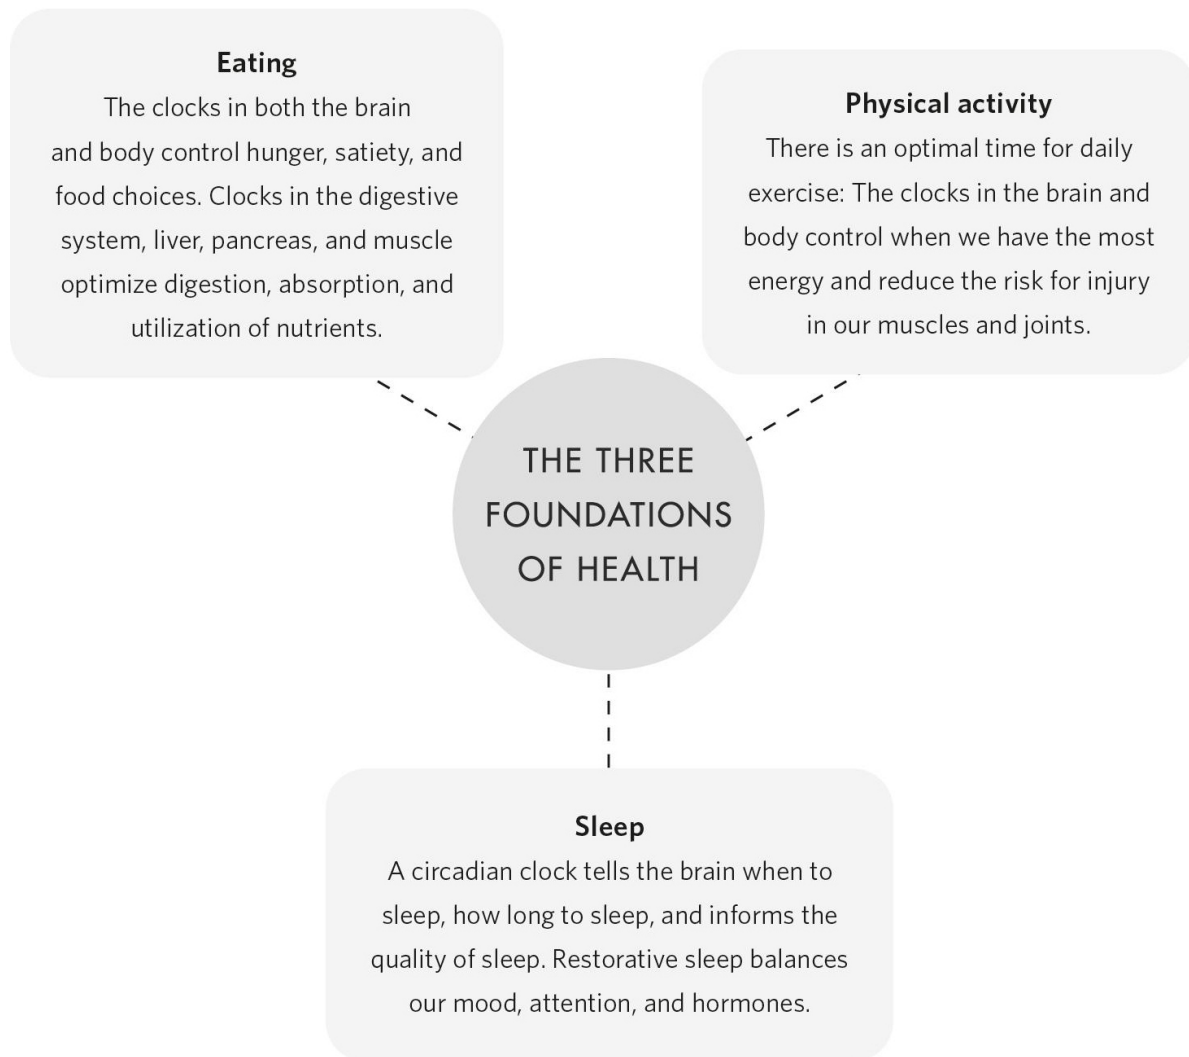 Eating
The clocks in both the brain
and body control hunger, satiety, and
food choices. Clocks in the digestive
system, liver, pancreas, and muscle
optimize digestion, absorption, and
utilization of nutrients.
Physical activity
There is an optimal time for daily
exercise: The clocks in the brain and
body control when we have the most
energy and reduce the risk for injury
in our muscles and joints.
THE THREE
FOUNDATIONS
OF HEALTH
Sleep
A circadian clock tells the brain when to
sleep, how long to sleep, and informs the
quality of sleep. Restorative sleep balances
our mood, attention, and hormones.